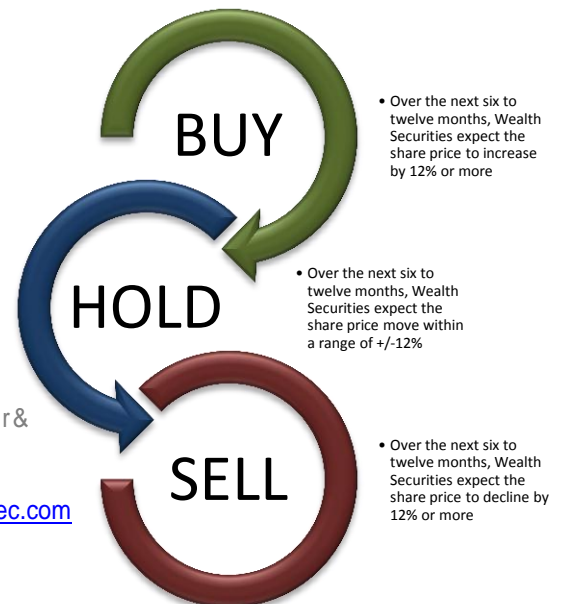 BUY
• Over the next six to
twelve months, Wealth
Securities expect the
share price to increase
by 12% or more
HOLD
• Over the next six to
twelve months, Wealth
Securities expect the
share price move within
a range of +/-12%
r&
SELL
• Over the next six to
twelve months, Wealth
Securities expect the
share price to decline by
12% or more
ec.com